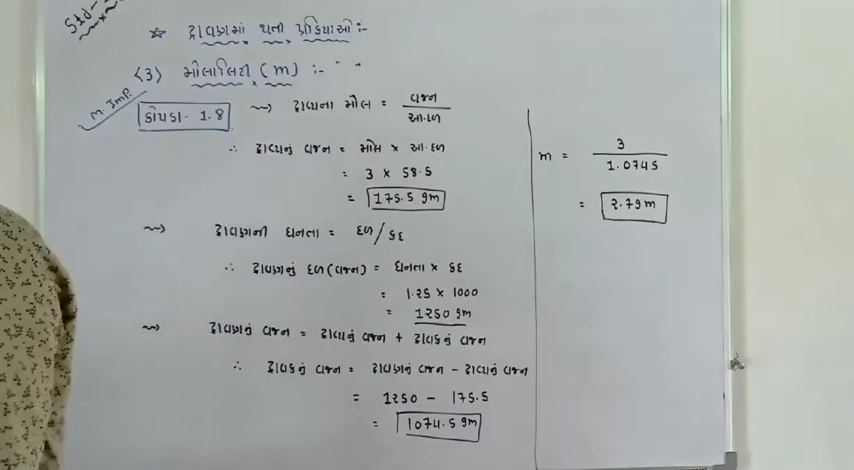 Std-
☆ દ્રાવણમાં થતી પ્રક્રિયાઓ :-
(3) મોલાલિટી (m) :- " "
M. Imp.
કોયડા - 1.8 ⇝ દ્રાવ્યના મોલ = વજન / આ.દળ
∴ દ્રાવ્યનું વજન = મોલ × આ.દળ
= 3 × 58.5
= 175.5 gm
⇝ દ્રાવણની ઘનતા = દળ / કદ
∴ દ્રાવણનું દળ (વજન) = ઘનતા × કદ
= 1.25 × 1000
= 1250 gm
⇝ દ્રાવણનું વજન = દ્રાવ્યનું વજન + દ્રાવકનું વજન
∴ દ્રાવકનું વજન = દ્રાવણનું વજન - દ્રાવ્યનું વજન
= 1250 - 175.5
= 1074.5 gm
m = 3 / 1.0745
= 2.79 m